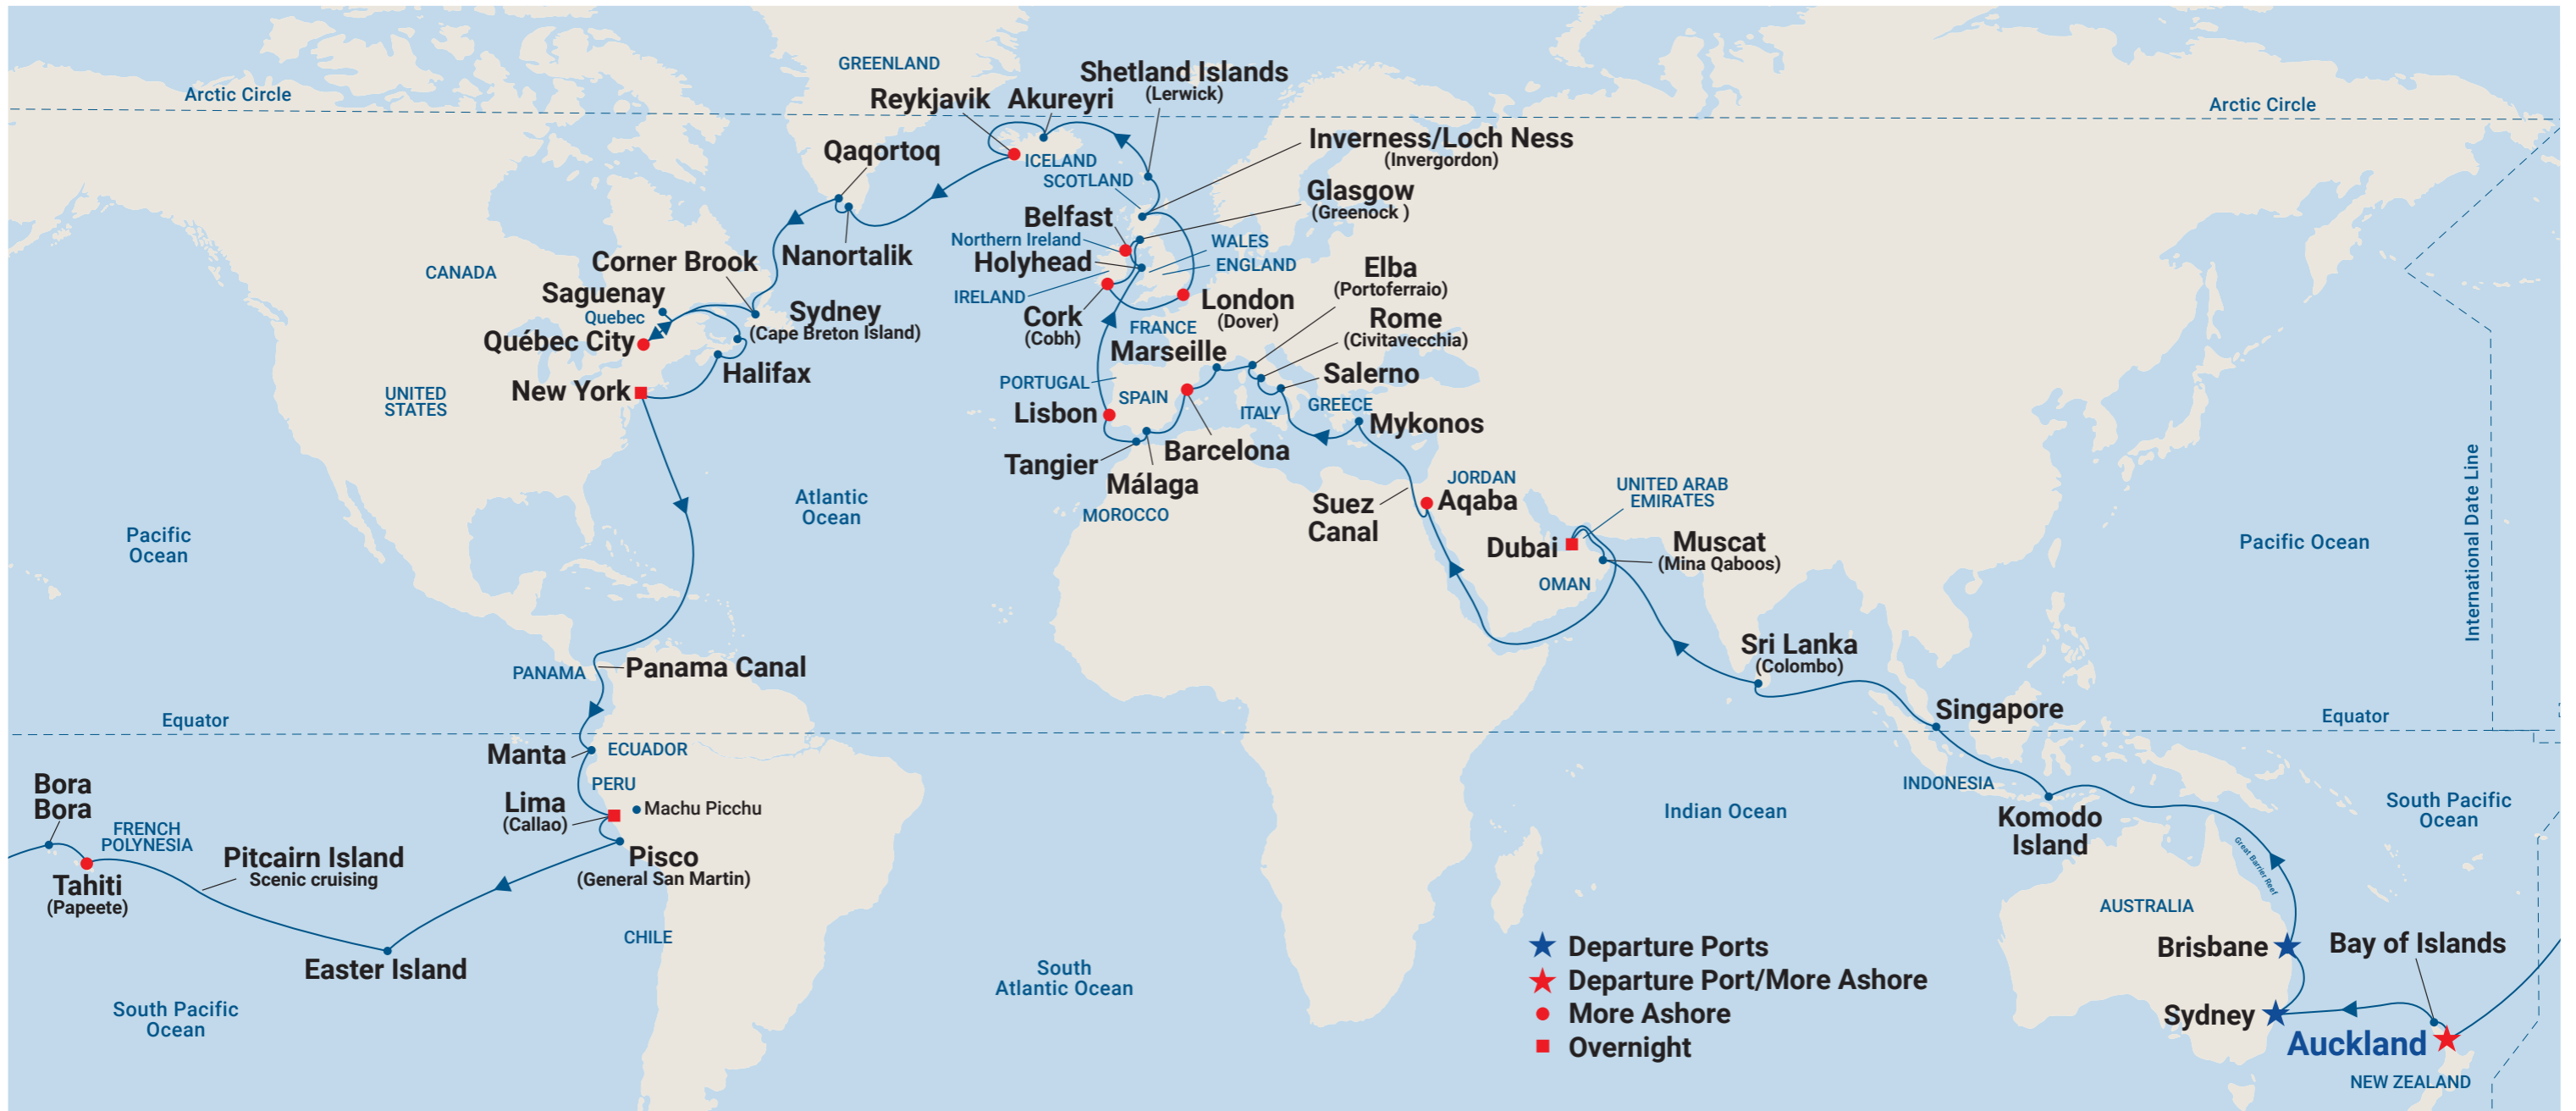 GREENLAND
Arctic Circle
Arctic Circle
Shetland Islands
(Lerwick)
Reykjavik
Akureyri
Inverness/Loch Ness
(Invergordon)
Qaqortoq
ICELAND
SCOTLAND
Glasgow
(Greenock )
Belfast
Northern Ireland
WALES
Holyhead
ENGLAND
Nanortalik
CANADA
Corner Brook
Elba
(Portoferraio)
Saguenay
Quebec
IRELAND
London
(Dover)
Sydney
(Cape Breton Island)
Cork
(Cobh)
Rome
(Civitavecchia)
Québec City
FRANCE
Marseille
Halifax
New York
UNITED
STATES
PORTUGAL
SPAIN
Salerno
ITALY
GREECE
Lisbon
Mykonos
Tangier
Barcelona
Málaga
MOROCCO
JORDAN
Aqaba
Suez
Canal
UNITED ARAB
EMIRATES
Atlantic
Ocean
Pacific
Ocean
Dubai
Muscat
(Mina Qaboos)
OMAN
Pacific Ocean
International Date Line
Sri Lanka
(Colombo)
PANAMA
Panama Canal
Singapore
Equator
Equator
Manta
ECUADOR
PERU
Bora
Bora
Lima
(Callao)
Machu Picchu
INDONESIA
Indian Ocean
Komodo
Island
South Pacific
Ocean
FRENCH
POLYNESIA
Pitcairn Island
Scenic cruising
Pisco
(General San Martin)
Great Barrier Reef
Tahiti
(Papeete)
AUSTRALIA
CHILE
Easter Island
South
Atlantic Ocean
South Pacific
Ocean
Departure Ports
Departure Port/More Ashore
More Ashore
Overnight
Brisbane
Bay of Islands
Sydney
Auckland
NEW ZEALAND